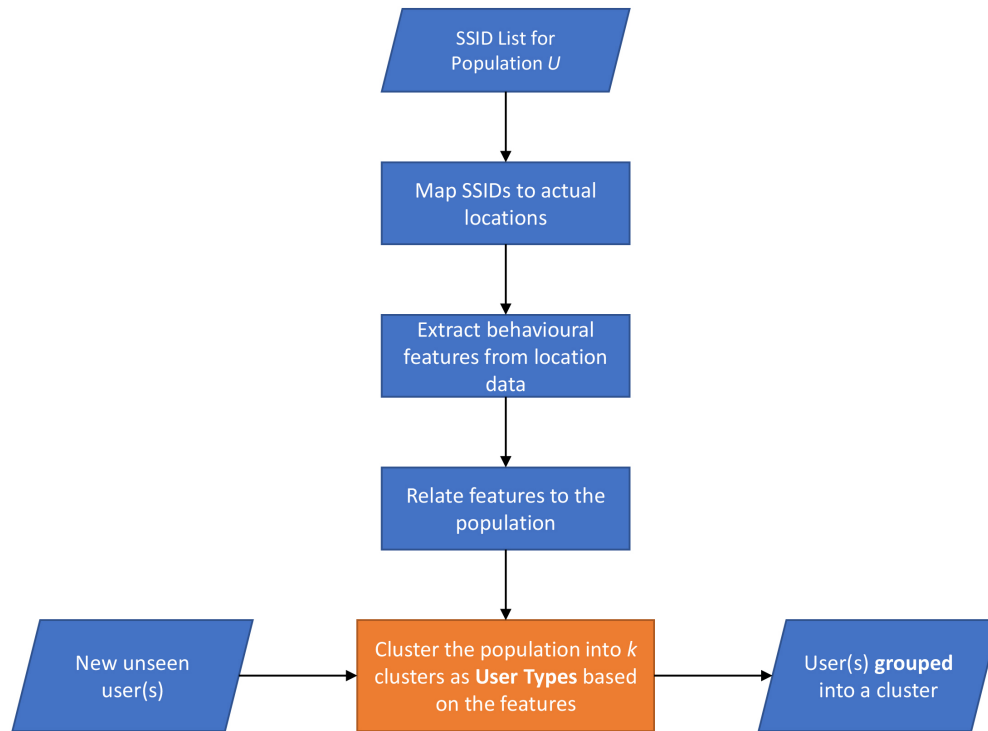 SSID List for
Population U
Map SSIDs to actual
locations
Extract behavioural
features from location
data
Relate features to the
population
New unseen
user(s)
Cluster the population into k
clusters as User Types based
on the features
User(s) grouped
into a cluster